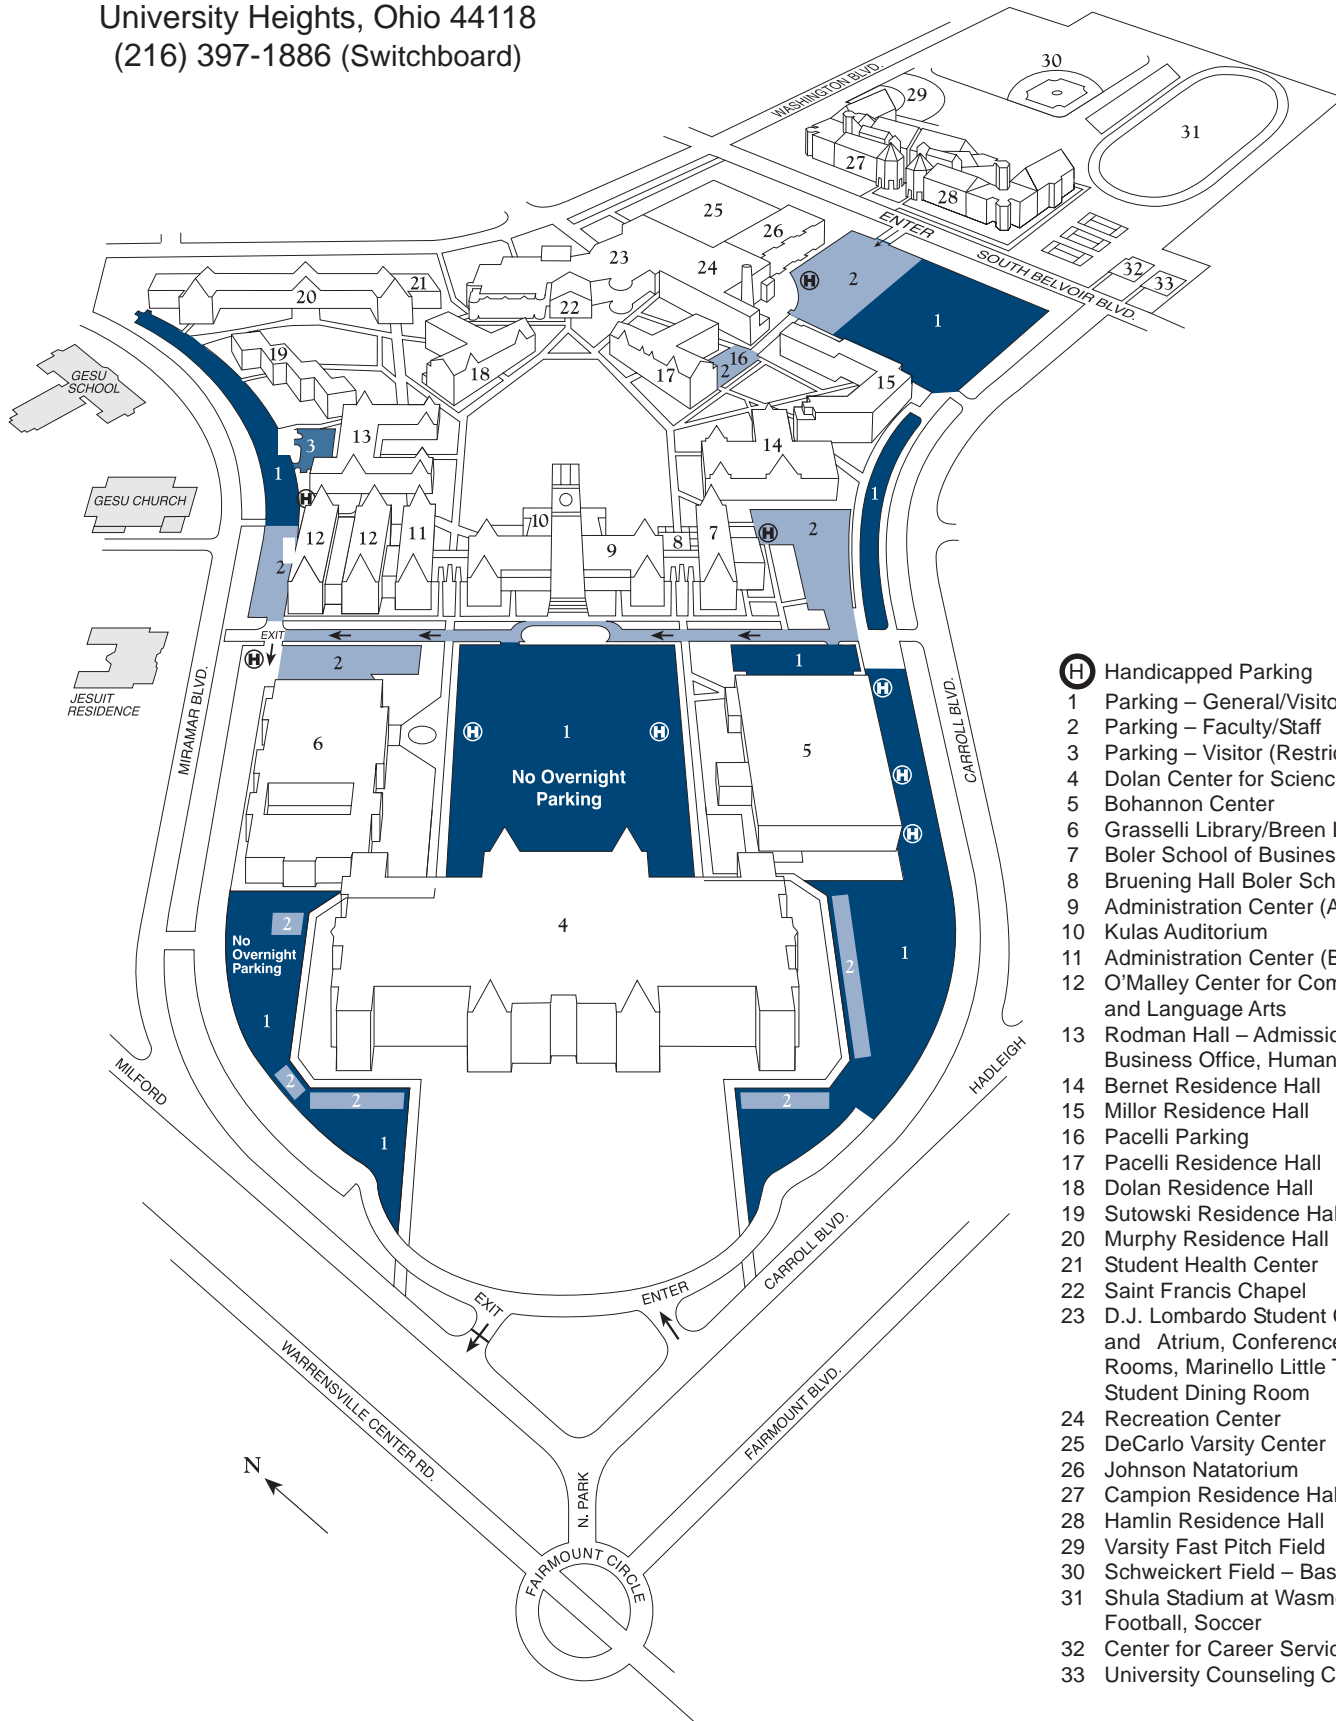 University Heights, Ohio 44118
(216) 397-1886 (Switchboard)
WASHINGTON BLVD.
30
29
31
27
28
25
26
ENTER
SOUTH BELVOIR BLVD.
23
24
32
33
21
20
22
H
2
1
19
18
17
16
2
15
GESU
SCHOOL
3
13
14
1
H
GESU CHURCH
12
12
11
10
9
8
7
H
2
1
2
EXIT
H
2
1
JESUIT
RESIDENCE
MIRAMAR BLVD.
CARROLL BLVD.
6
H
1
H
No Overnight
Parking
5
H
H
H
2
No
Overnight
Parking
1
4
2
1
2
2
1
2
MILFORD
HADLEIGH
EXIT
ENTER
CARROLL BLVD.
WARRENSVILLE CENTER RD.
FAIRMOUNT BLVD.
N
N. PARK
FAIRMOUNT CIRCLE
H Handicapped Parking
1 Parking – General/Visito
2 Parking – Faculty/Staff
3 Parking – Visitor (Restric
4 Dolan Center for Scienc
5 Bohannon Center
6 Grasselli Library/Breen
7 Boler School of Busines
8 Bruening Hall Boler Sch
9 Administration Center (A
10 Kulas Auditorium
11 Administration Center (B
12 O’Malley Center for Com
and Language Arts
13 Rodman Hall – Admissio
Business Office, Human
14 Bernet Residence Hall
15 Millor Residence Hall
16 Pacelli Parking
17 Pacelli Residence Hall
18 Dolan Residence Hall
19 Sutowski Residence Hal
20 Murphy Residence Hall
21 Student Health Center
22 Saint Francis Chapel
23 D.J. Lombardo Student C
and Atrium, Conference
Rooms, Marinello Little T
Student Dining Room
24 Recreation Center
25 DeCarlo Varsity Center
26 Johnson Natatorium
27 Campion Residence Hal
28 Hamlin Residence Hall
29 Varsity Fast Pitch Field
30 Schweickert Field – Bas
31 Shula Stadium at Wasm
Football, Soccer
32 Center for Career Servic
33 University Counseling C